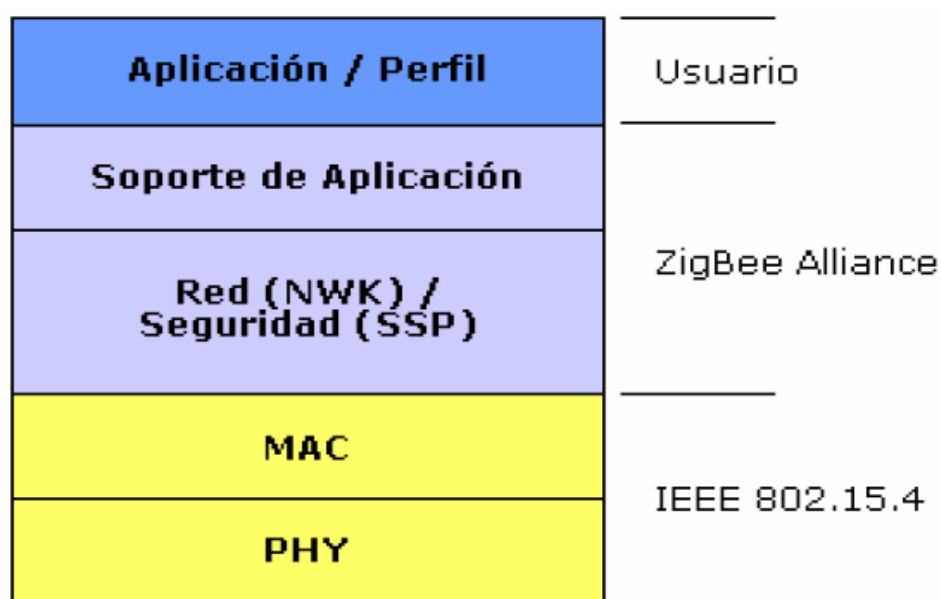 Aplicación / Perfil
Usuario
Soporte de Aplicación
ZigBee Alliance
Red (NWK) /
Seguridad (SSP)
MAC
IEEE 802.15.4
PHY